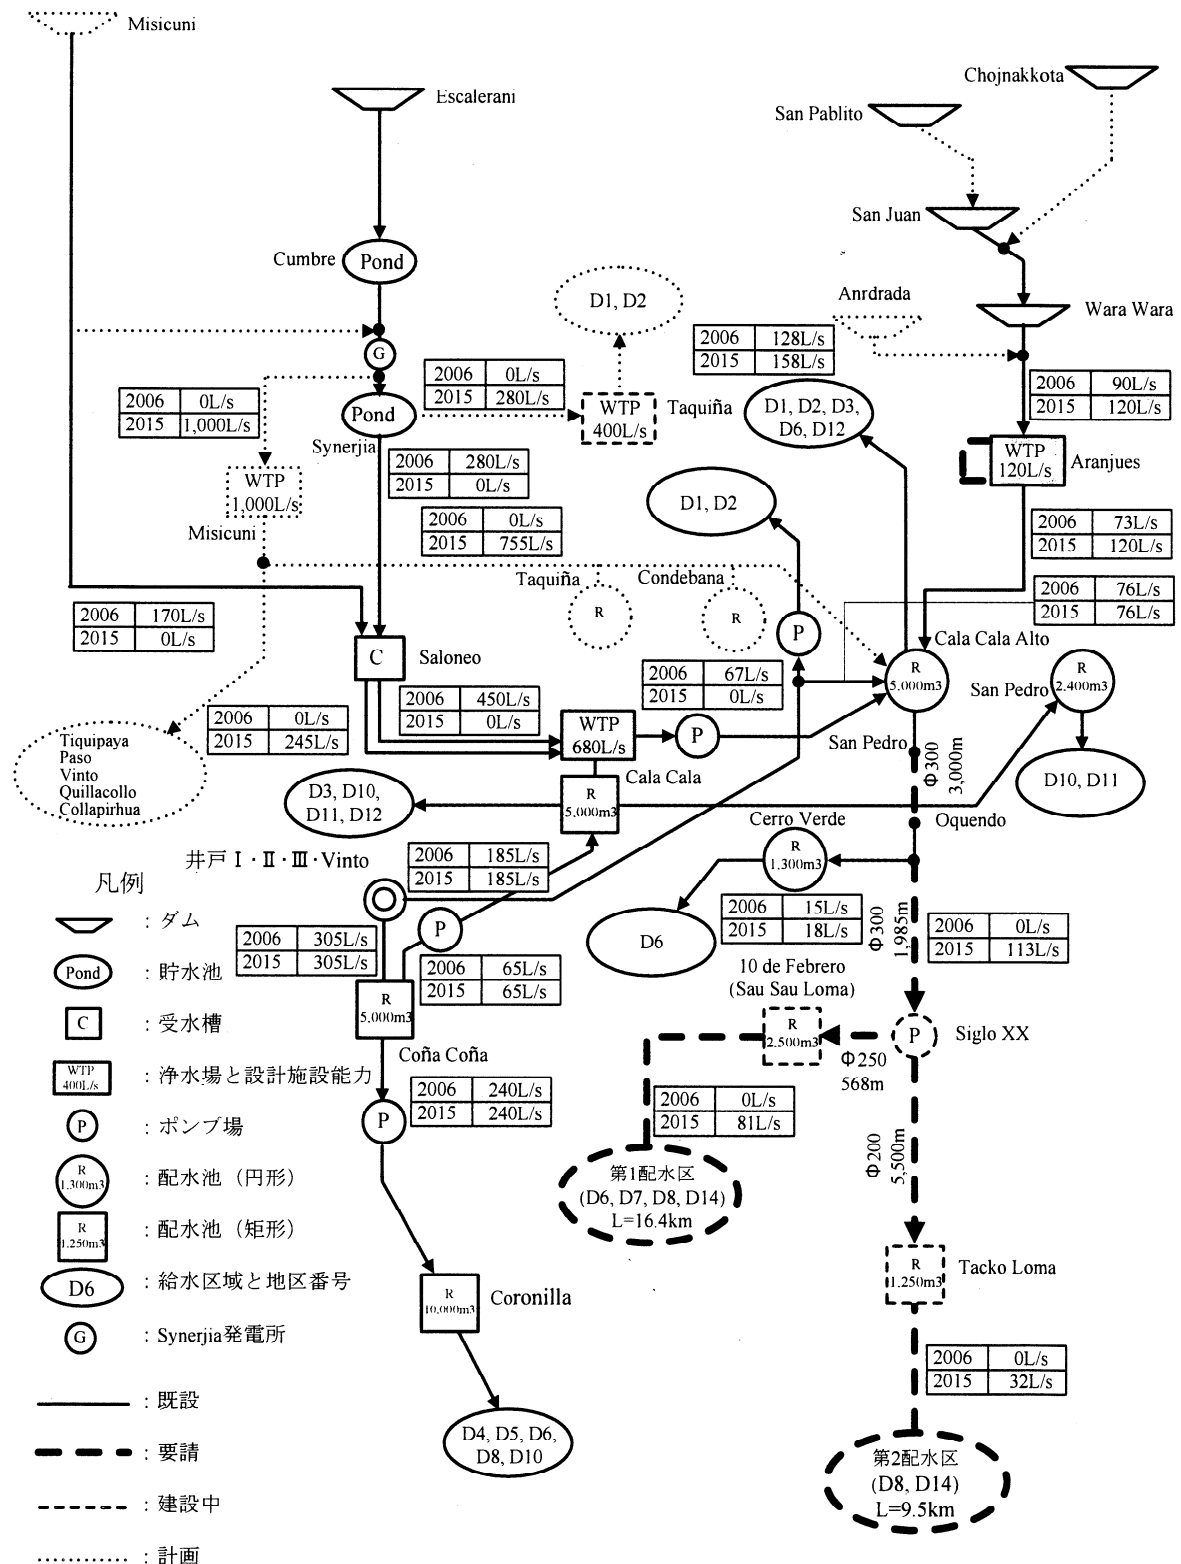 Misicuni
Escalerani
Chojnakkota
San Pablito
San Juan
Cumbre
Pond
D1, D2
Anrdrada
Wara Wara
G
2006 128L/s
2015 158L/s
2006 0L/s
2015 280L/s
2006 90L/s
2015 120L/s
2006 0L/s
2015 1,000L/s
Pond
Synerjia
WTP
400L/s
Taquiña
D1, D2, D3,
D6, D12
WTP
120L/s
Aranjues
2006 280L/s
2015 0L/s
WTP
1,000L/s
Misicuni
D1, D2
2006 0L/s
2015 755L/s
2006 73L/s
2015 120L/s
Taquiña
R
Condebana
R
2006 76L/s
2015 76L/s
2006 170L/s
2015 0L/s
P
Cala Cala Alto
C
Saloneo
2006 67L/s
2015 0L/s
R
5,000m3
San Pedro
R
2.400m3
2006 450L/s
2015 0L/s
2006 0L/s
2015 245L/s
WTP
680L/s
P
San Pedro
Tiquipaya
Paso
Vinto
Quillacollo
Collapirhua
Cala Cala
Φ300
3,000m
D10, D11
D3, D10,
D11, D12
R
5,000m3
Cerro Verde
Oquendo
井戸Ⅰ・Ⅱ・Ⅲ・Vinto
2006 185L/s
2015 185L/s
R
1.300m3
凡例
: ダム
P
2006 305L/s
2015 305L/s
D6
2006 15L/s
2015 18L/s
Φ300
1,985m
2006 0L/s
2015 113L/s
Pond : 貯水池
2006 65L/s
2015 65L/s
10 de Febrero
(Sau Sau Loma)
R
5,000m3
C : 受水槽
R
2.500m3
P
Siglo XX
Coña Coña
Φ250
568m
WTP
400L/s
: 浄水場と設計施設能力
2006 240L/s
2015 240L/s
2006 0L/s
2015 81L/s
P : ポンプ場
P
Φ200
5,500m
R
1,300m3
: 配水池（円形）
第1配水区
(D6, D7, D8, D14)
L=16.4km
R
1.250m3
: 配水池（矩形）
R
1.250m3
Tacko Loma
D6 : 給水区域と地区番号
R
10,000m3
Coronilla
G : Synerjia発電所
2006 0L/s
2015 32L/s
: 既設
D4, D5, D6,
D8, D10
: 要請
第2配水区
(D8, D14)
L=9.5km
: 建設中
: 計画